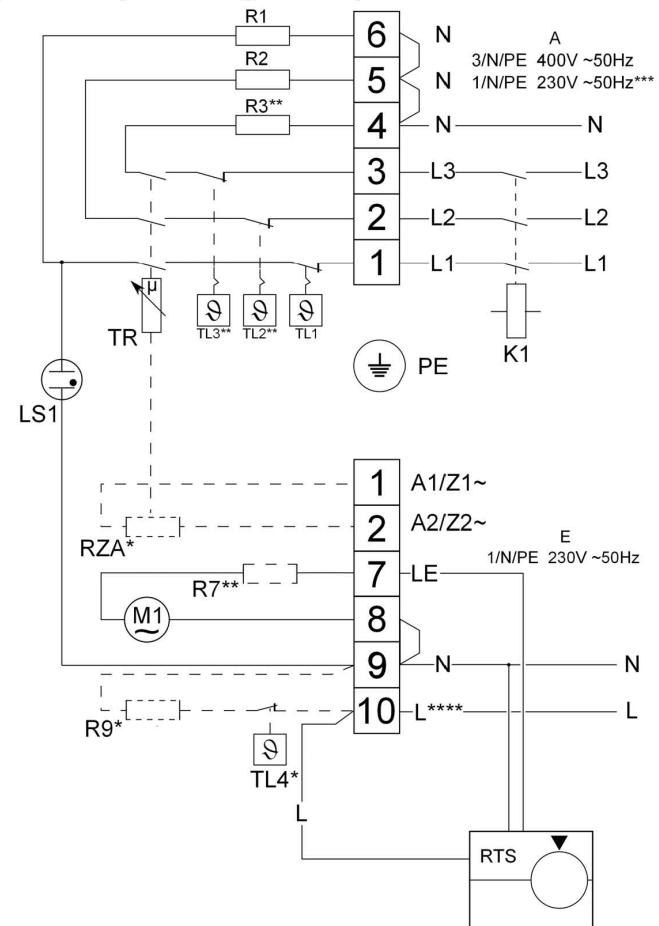 R1
6 N
A
R2
3/N/PE 400V ~50Hz
5 N
1/N/PE 230V ~50Hz***
R3**
4 N N
3 L3 L3
2 L2 L2
1 L1 L1
µ
ϑ ϑ ϑ
TR
TL3** TL2** TL1
K1
PE
LS1
1 A1/Z1~
2 A2/Z2~
E
RZA*
1/N/PE 230V ~50Hz
7 LE
R7**
M1
~
8
9 N N
10 L**** L
R9*
ϑ
TL4*
L
RTS